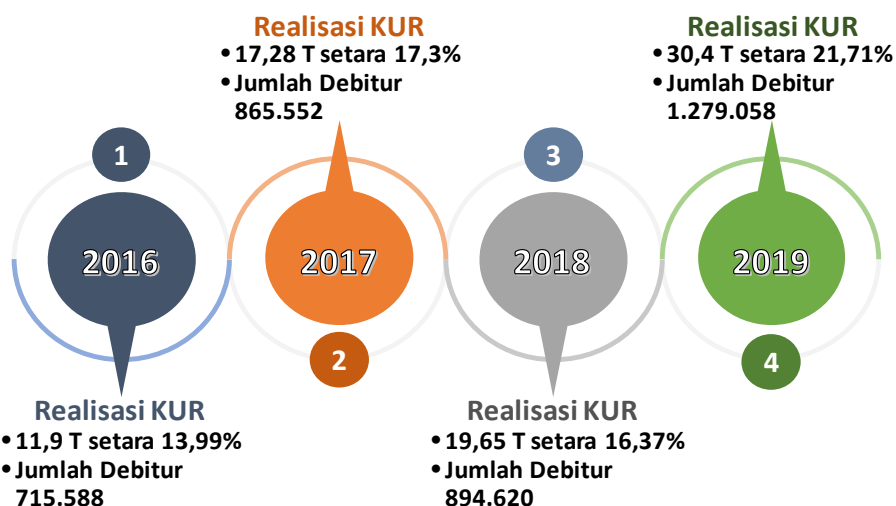 Realisasi KUR
• 17,28 T setara 17,3%
• Jumlah Debitur
865.552
Realisasi KUR
• 30,4 T setara 21,71%
• Jumlah Debitur
1.279.058
1
3
2016
2017
2018
2019
2
4
Realisasi KUR
• 11,9 T setara 13,99%
• Jumlah Debitur
715.588
Realisasi KUR
• 19,65 T setara 16,37%
• Jumlah Debitur
894.620